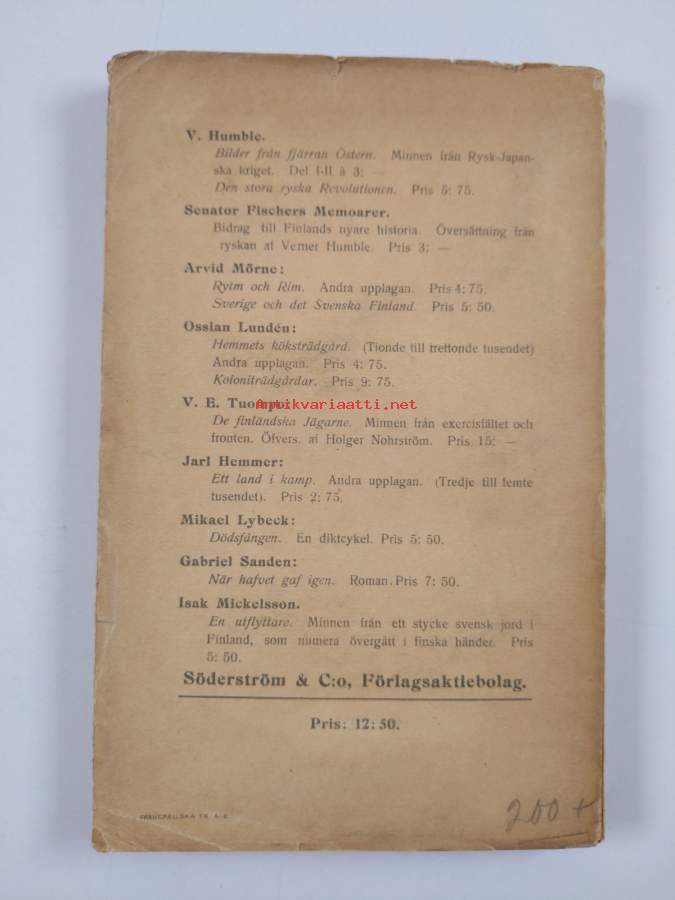 V. Humble.
Bilder från fjärran Östern. Minnen från Rysk-Japan-
ska kriget. Del I-II à 3: —
Den stora ryska Revolutionen. Pris 5: 75.
Senator Fischers Memoarer.
Bidrag till Finlands nyare historia. Översättning från
ryskan af Verner Humble. Pris 3: —
Arvid Mörne:
Rytm och Rim. Andra upplagan. Pris 4: 75.
Sverige och det Svenska Finland. Pris 5: 50.
Ossian Lundén:
Hemmets köksträdgård. (Tionde till trettonde tusendet)
Andra upplagan. Pris 4: 75.
Koloniträdgårdar. Pris 9: 75.
V. E.
Antikvariaatti.net
De finländska Jägarne. Minnen från exercisfältet och
fronten. Öfvers. af Holger Nohrström. Pris 15: —
Jarl Hemmer:
Ett land i kamp. Andra upplagan. (Tredje till femte
tusendet). Pris 2: 75.
Mikael Lybeck:
Dödsfången. En diktcykel. Pris 5: 50.
Gabriel Sanden:
När hafvet gaf igen. Roman. Pris 7: 50.
Isak Mickelsson.
En utflyttare. Minnen från ett stycke svensk jord i
Finland, som numera övergått i finska händer. Pris
5: 50.
Söderström & C:o, Förlagsaktiebolag.
Pris: 12: 50.
200 +